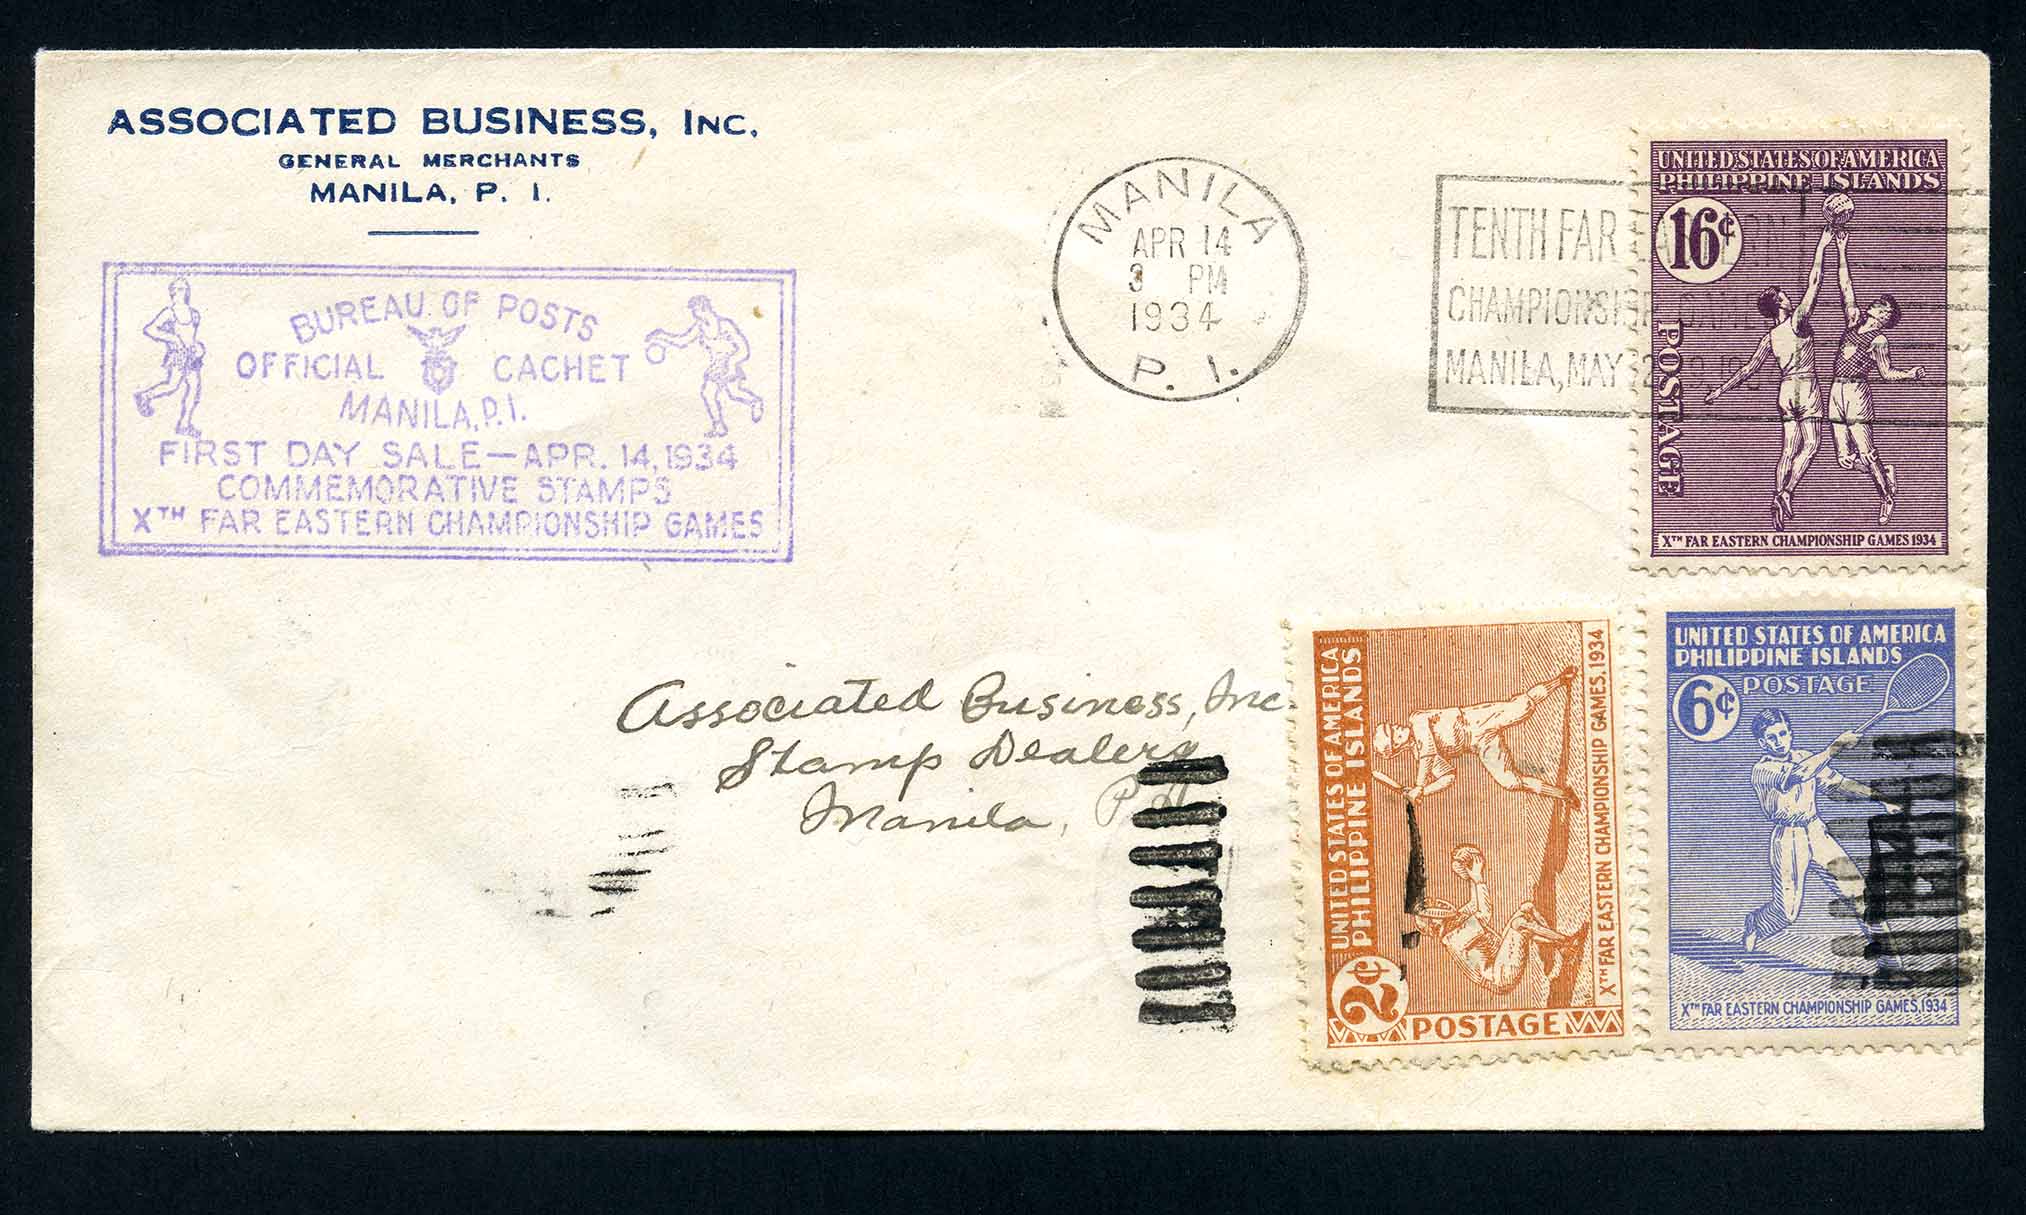 ASSOCIATED BUSINESS, INC.
GENERAL MERCHANTS
MANILA, P. I.
BUREAU OF POSTS
OFFICIAL CACHET
MANILA, P.I.
FIRST DAY SALE—APR. 14, 1934
COMMEMORATIVE STAMPS
XTH FAR EASTERN CHAMPIONSHIP GAMES
MANILA
APR 14
3 PM
1934
P. I.
TENTH FAR EASTERN
CHAMPIONSHIP GAMES
MANILA, MAY
UNITED STATES OF AMERICA
PHILIPPINE ISLANDS
16¢
POSTAGE
XTH FAR EASTERN CHAMPIONSHIP GAMES 1934
Associated Business, Inc.
Stamp Dealers
Manila,
UNITED STATES OF AMERICA
PHILIPPINE ISLANDS
2¢
POSTAGE
XTH FAR EASTERN CHAMPIONSHIP GAMES, 1934
UNITED STATES OF AMERICA
PHILIPPINE ISLANDS
6¢ POSTAGE
XTH FAR EASTERN CHAMPIONSHIP GAMES, 1934